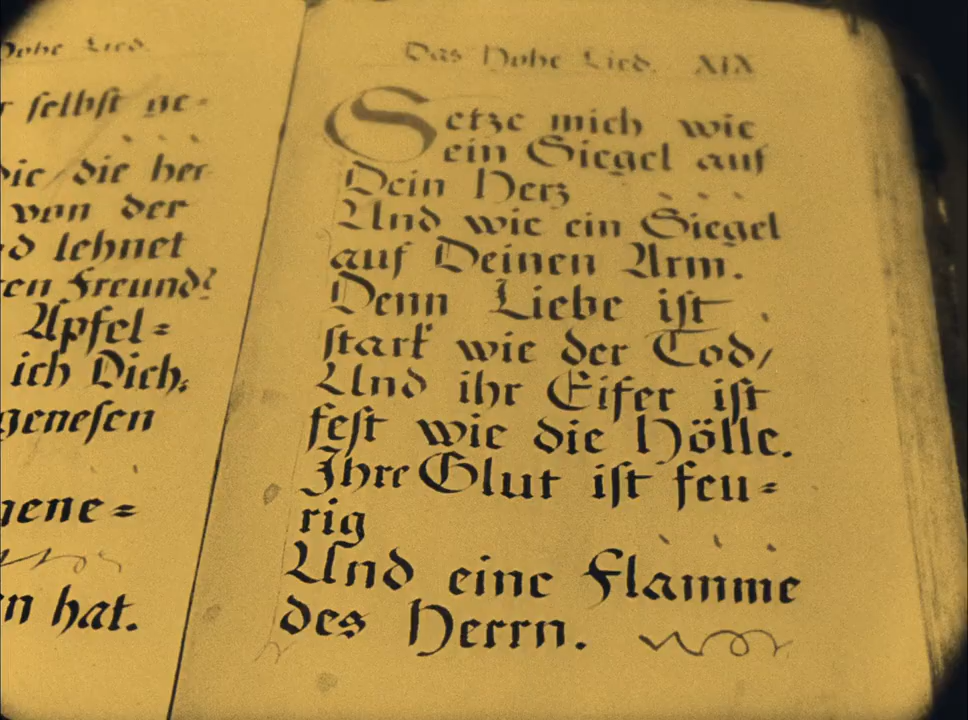 Hohe Lied.
selbst ge-
die her
von der
lehnet
Freund?
Apfel-
ich Dich,
genesen
hat.
Das Hohe Lied. XIX
Setze mich wie
ein Siegel auf
Dein Herz . . .
Und wie ein Siegel
auf Deinen Arm.
Denn Liebe ist
stark wie der Tod,
Und ihr Eifer ist
fest wie die Hölle.
Ihre Glut ist feu-
rig . . .
Und eine Flamme
des Herrn.